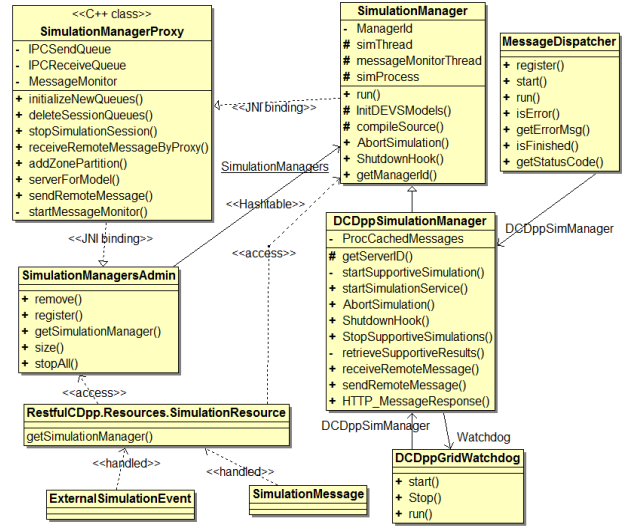 <<C++ class>>
SimulationManagerProxy
- IPCSendQueue
- IPCReceiveQueue
- MessageMonitor
+ initializeNewQueues()
+ deleteSessionQueues()
+ stopSimulationSession()
+ receiveRemoteMessageByProxy()
+ addZonePartition()
+ serverForModel()
+ sendRemoteMessage()
- startMessageMonitor()
SimulationManager
- ManagerId
# simThread
# messageMonitorThread
# simProcess
+ run()
# InitDEVSModels()
# compileSource()
+ AbortSimulation()
+ ShutdownHook()
+ getManagerId()
MessageDispatcher
+ register()
+ start()
+ run()
+ isError()
+ getErrorMsg()
+ isFinished()
+ getStatusCode()
<<JNI binding>>
SimulationManagers
<<Hashtable>>
<<JNI binding>>
<<access>>
DCDppSimManager
DCDppSimulationManager
- ProcCachedMessages
# getServerID()
- startSupportiveSimulation()
+ startSimulationService()
+ AbortSimulation()
+ ShutdownHook()
+ StopSupportiveSimulations()
- retrieveSupportiveResults()
+ receiveRemoteMessage()
+ sendRemoteMessage()
+ HTTP_MessageResponse()
SimulationManagersAdmin
+ remove()
+ register()
+ getSimulationManager()
+ size()
+ stopAll()
<<access>>
RestfulCDpp.Resources.SimulationResource
getSimulationManager()
DCDppSimManager
Watchdog
<<handled>>
<<handled>>
ExternalSimulationEvent
SimulationMessage
DCDppGridWatchdog
+ start()
+ Stop()
+ run()